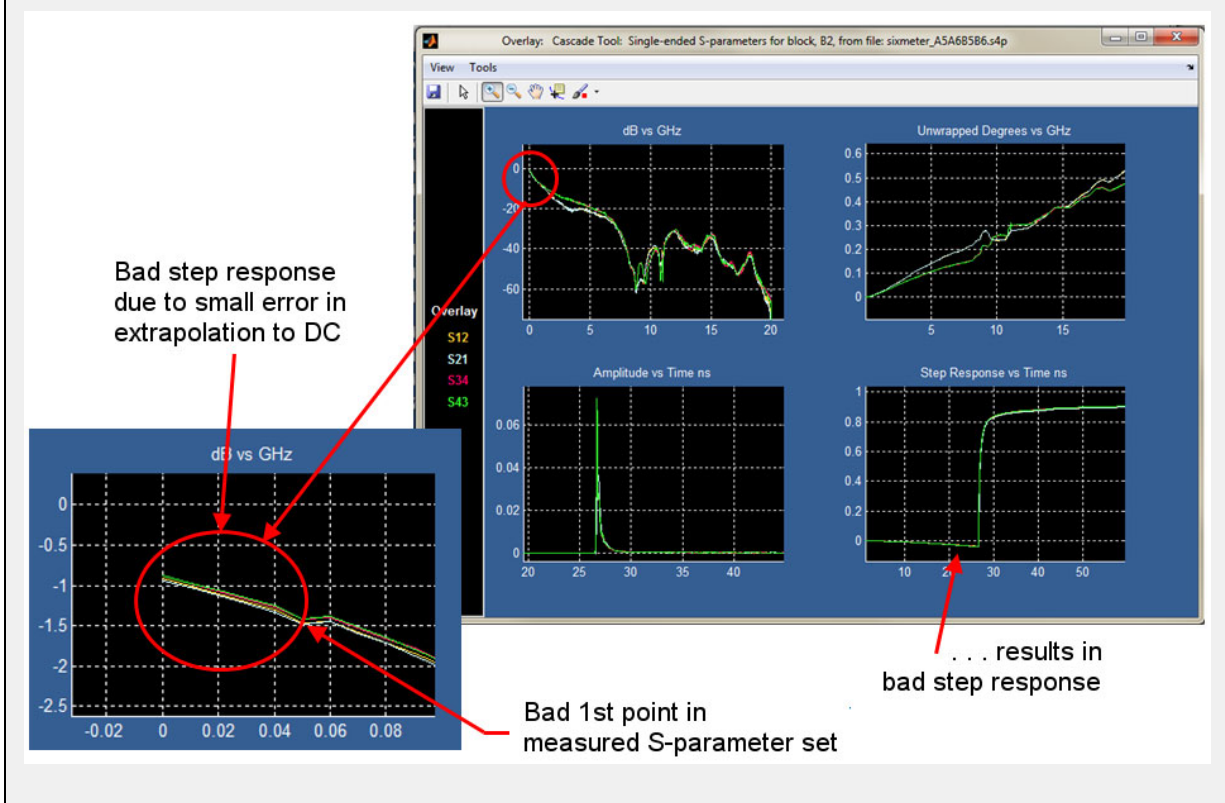 Overlay: Cascade Tool: Single-ended S-parameters for block, B2, from file: sixmeter_A5A6B5B6.s4p
View Tools
dB vs GHz
0
-20
-40
-60
0 5 10 15 20
Unwrapped Degrees vs GHz
0.6
0.5
0.4
0.3
0.2
0.1
0
5 10 15
Overlay
S12
S21
S34
S43
Amplitude vs Time ns
0.06
0.04
0.02
0
20 25 30 35 40
Step Response vs Time ns
1
0.8
0.6
0.4
0.2
0
10 20 30 40 50
Bad step response
due to small error in
extrapolation to DC
dB vs GHz
0
-0.5
-1
-1.5
-2
-2.5
-0.02 0 0.02 0.04 0.06 0.08
Bad 1st point in
measured S-parameter set
. . . results in
bad step response